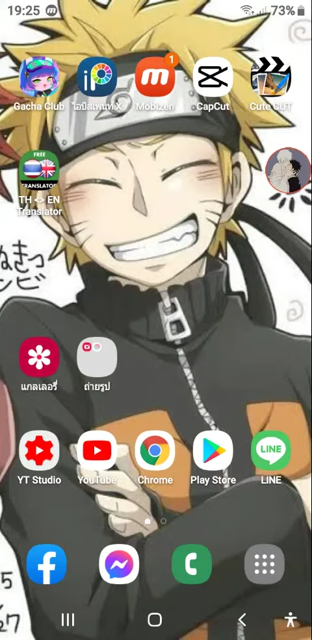 19:25
73%
1
Gacha Club
ไอบิสเพนท์ X
Mobizen
CapCut
Cute CUT
FREE
TRANSLATOR
TH <-> EN
Translator
แกลเลอรี่
ถ่ายรูป
YT Studio
YouTube
Chrome
Play Store
LINE
LINE